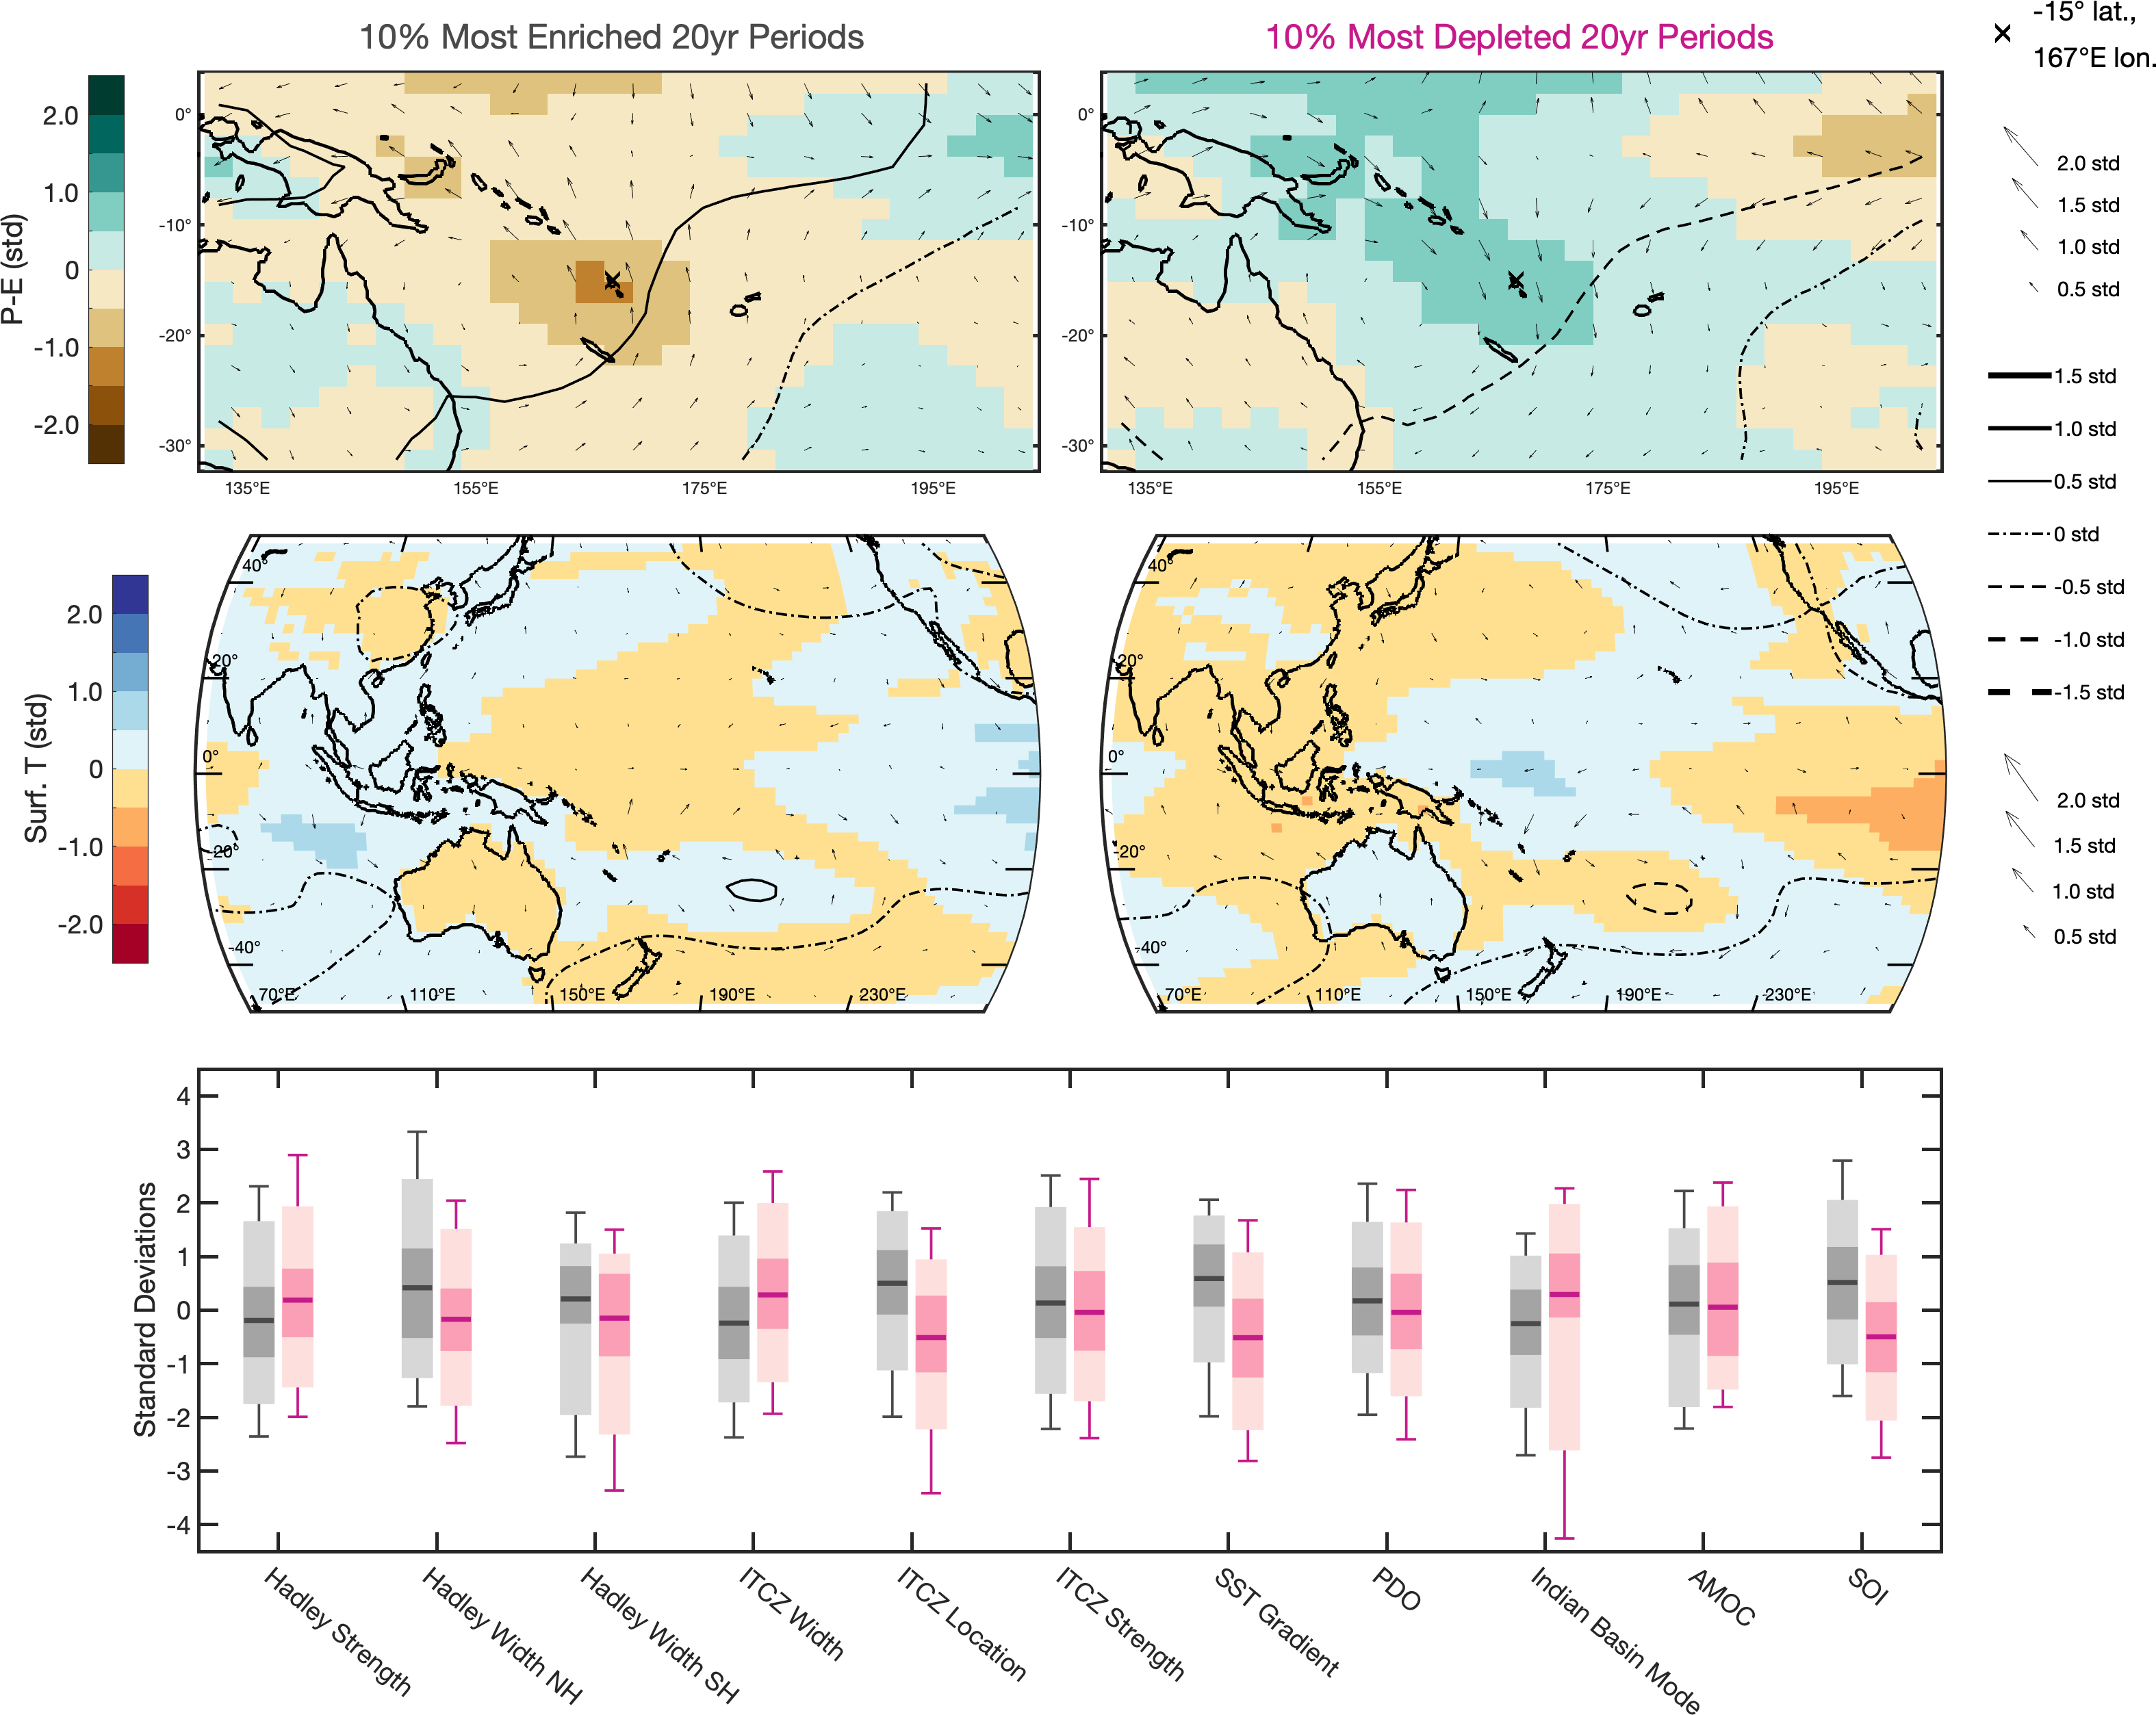 10% Most Enriched 20yr Periods
10% Most Depleted 20yr Periods
-15° lat.,
167°E lon.
P-E (std)
2.0
1.0
0
-1.0
-2.0
0°
-10°
-20°
-30°
135°E
155°E
175°E
195°E
0°
-10°
-20°
-30°
135°E
155°E
175°E
195°E
2.0 std
1.5 std
1.0 std
0.5 std
1.5 std
1.0 std
0.5 std
0 std
-0.5 std
-1.0 std
-1.5 std
2.0 std
1.5 std
1.0 std
0.5 std
Surf. T (std)
2.0
1.0
0
-1.0
-2.0
40°
20°
0°
-20°
-40°
70°E
110°E
150°E
190°E
230°E
40°
20°
0°
-20°
-40°
70°E
110°E
150°E
190°E
230°E
Standard Deviations
4
3
2
1
0
-1
-2
-3
-4
Hadley Strength
Hadley Width NH
Hadley Width SH
ITCZ Width
ITCZ Location
ITCZ Strength
SST Gradient
PDO
Indian Basin Mode
AMOC
SOI